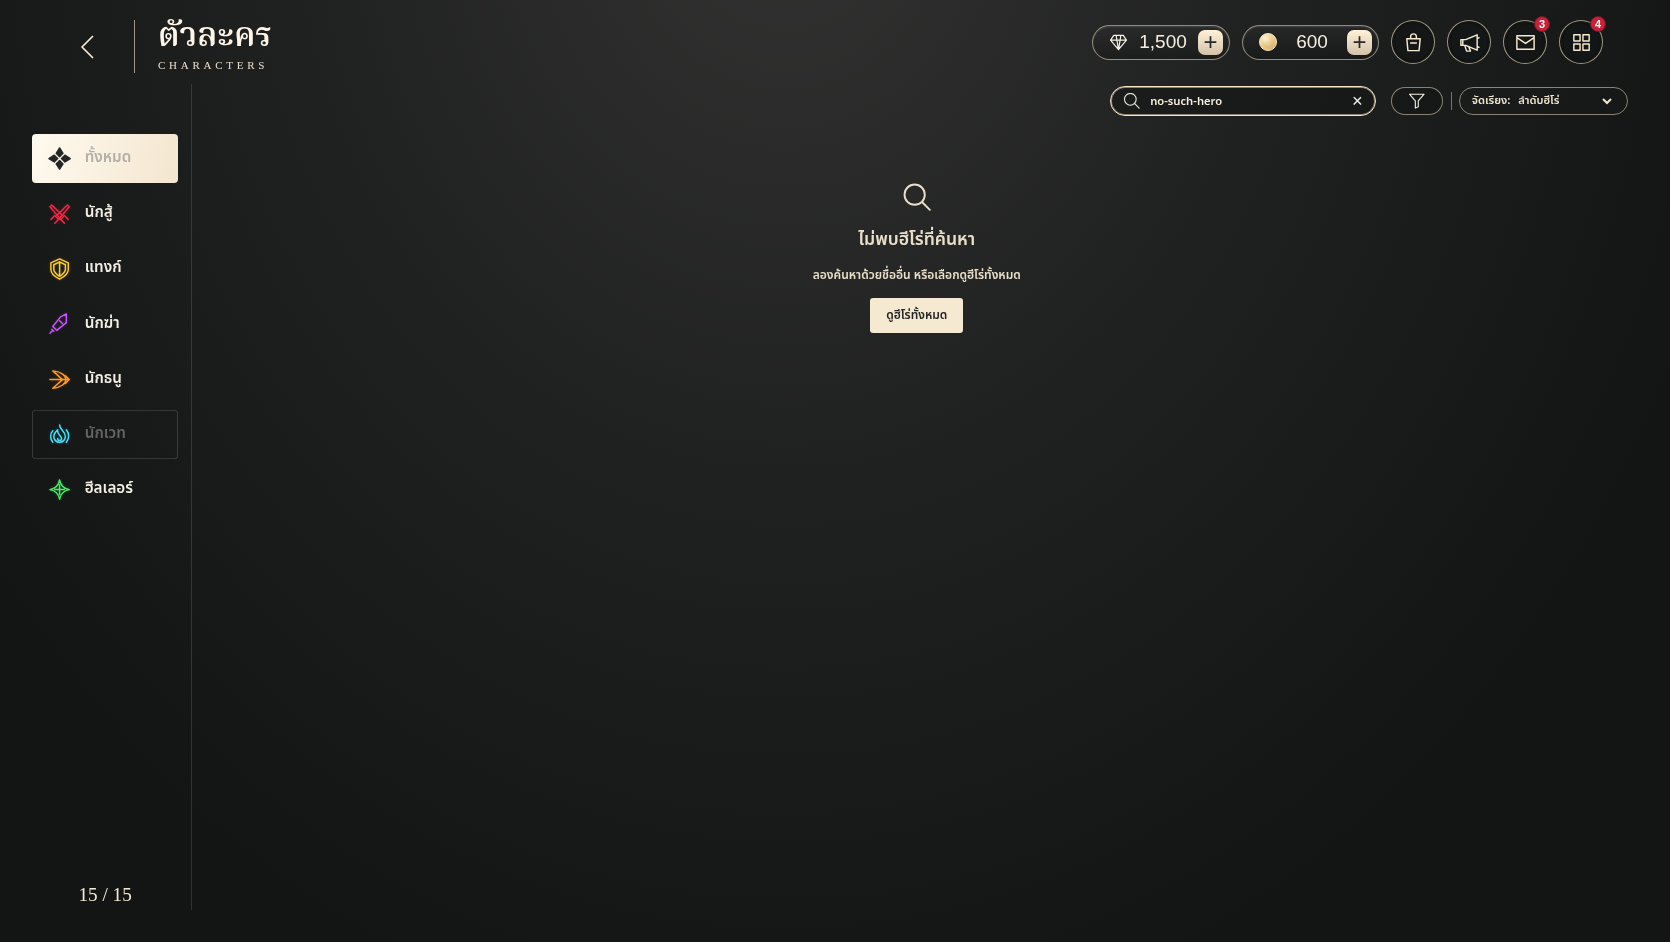 ตัวละคร
CHARACTERS
1,500
600
3
4
no-such-hero
จัดเรียง: ลำดับฮีโร่
ทั้งหมด
นักสู้
แทงก์
นักฆ่า
นักธนู
นักเวท
ฮีลเลอร์
ไม่พบฮีโร่ที่ค้นหา
ลองค้นหาด้วยชื่ออื่น หรือเลือกดูฮีโร่ทั้งหมด
ดูฮีโร่ทั้งหมด
15 / 15